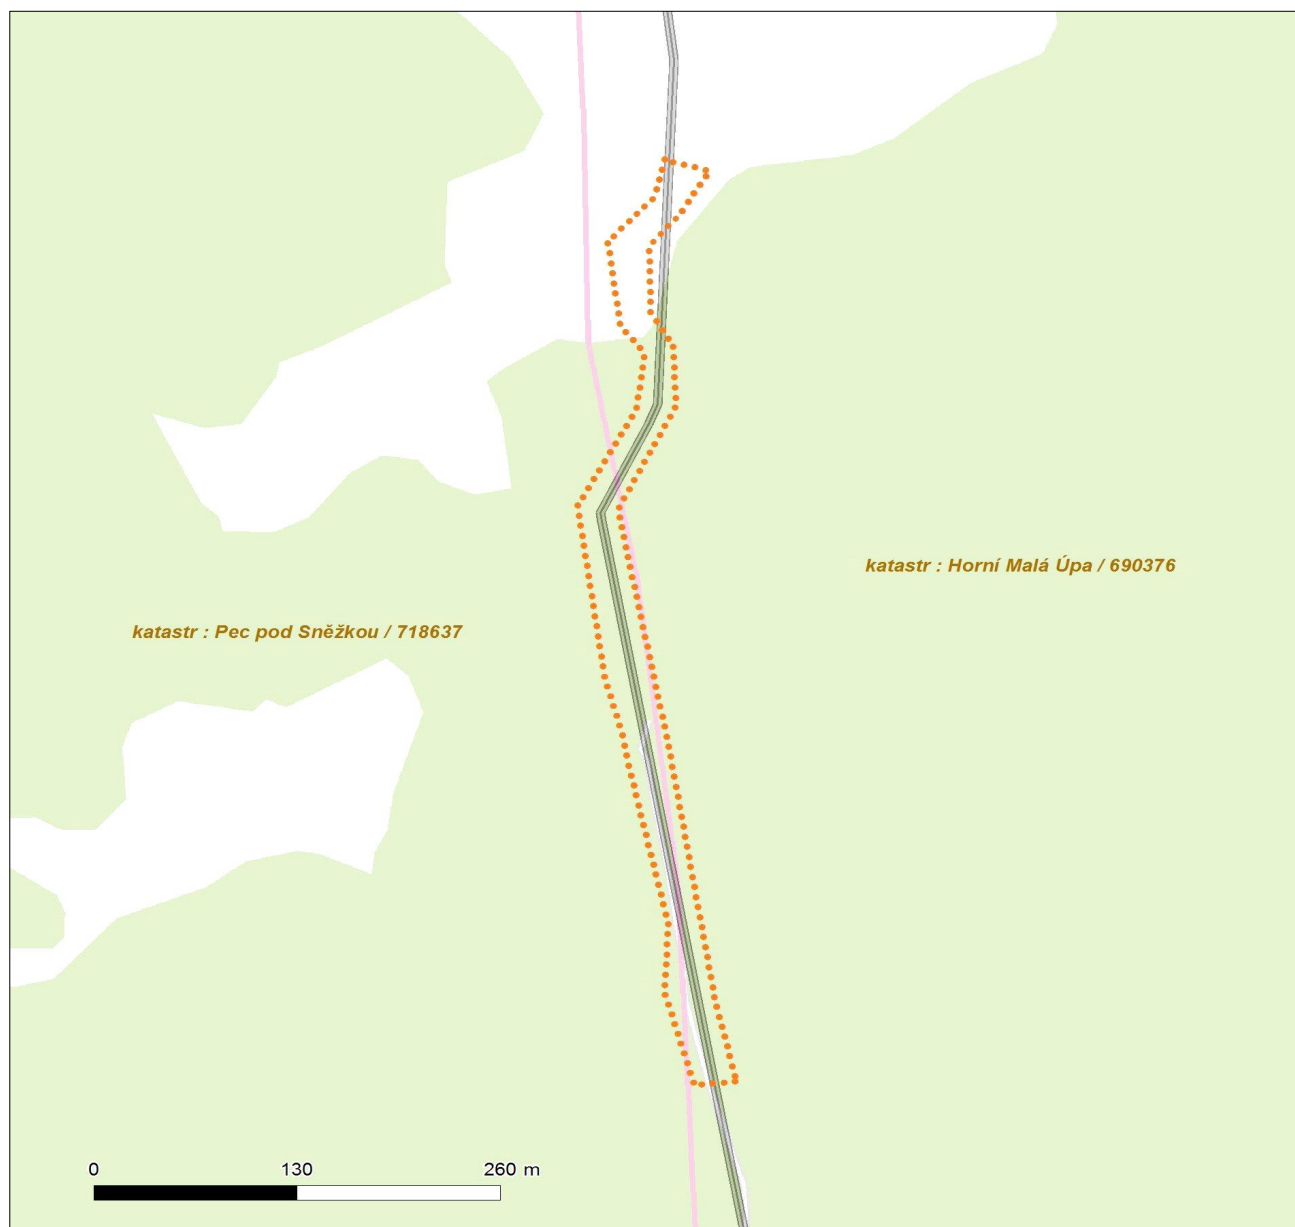 katastr : Horní Malá Úpa / 690376
katastr : Pec pod Sněžkou / 718637
0 130 260 m